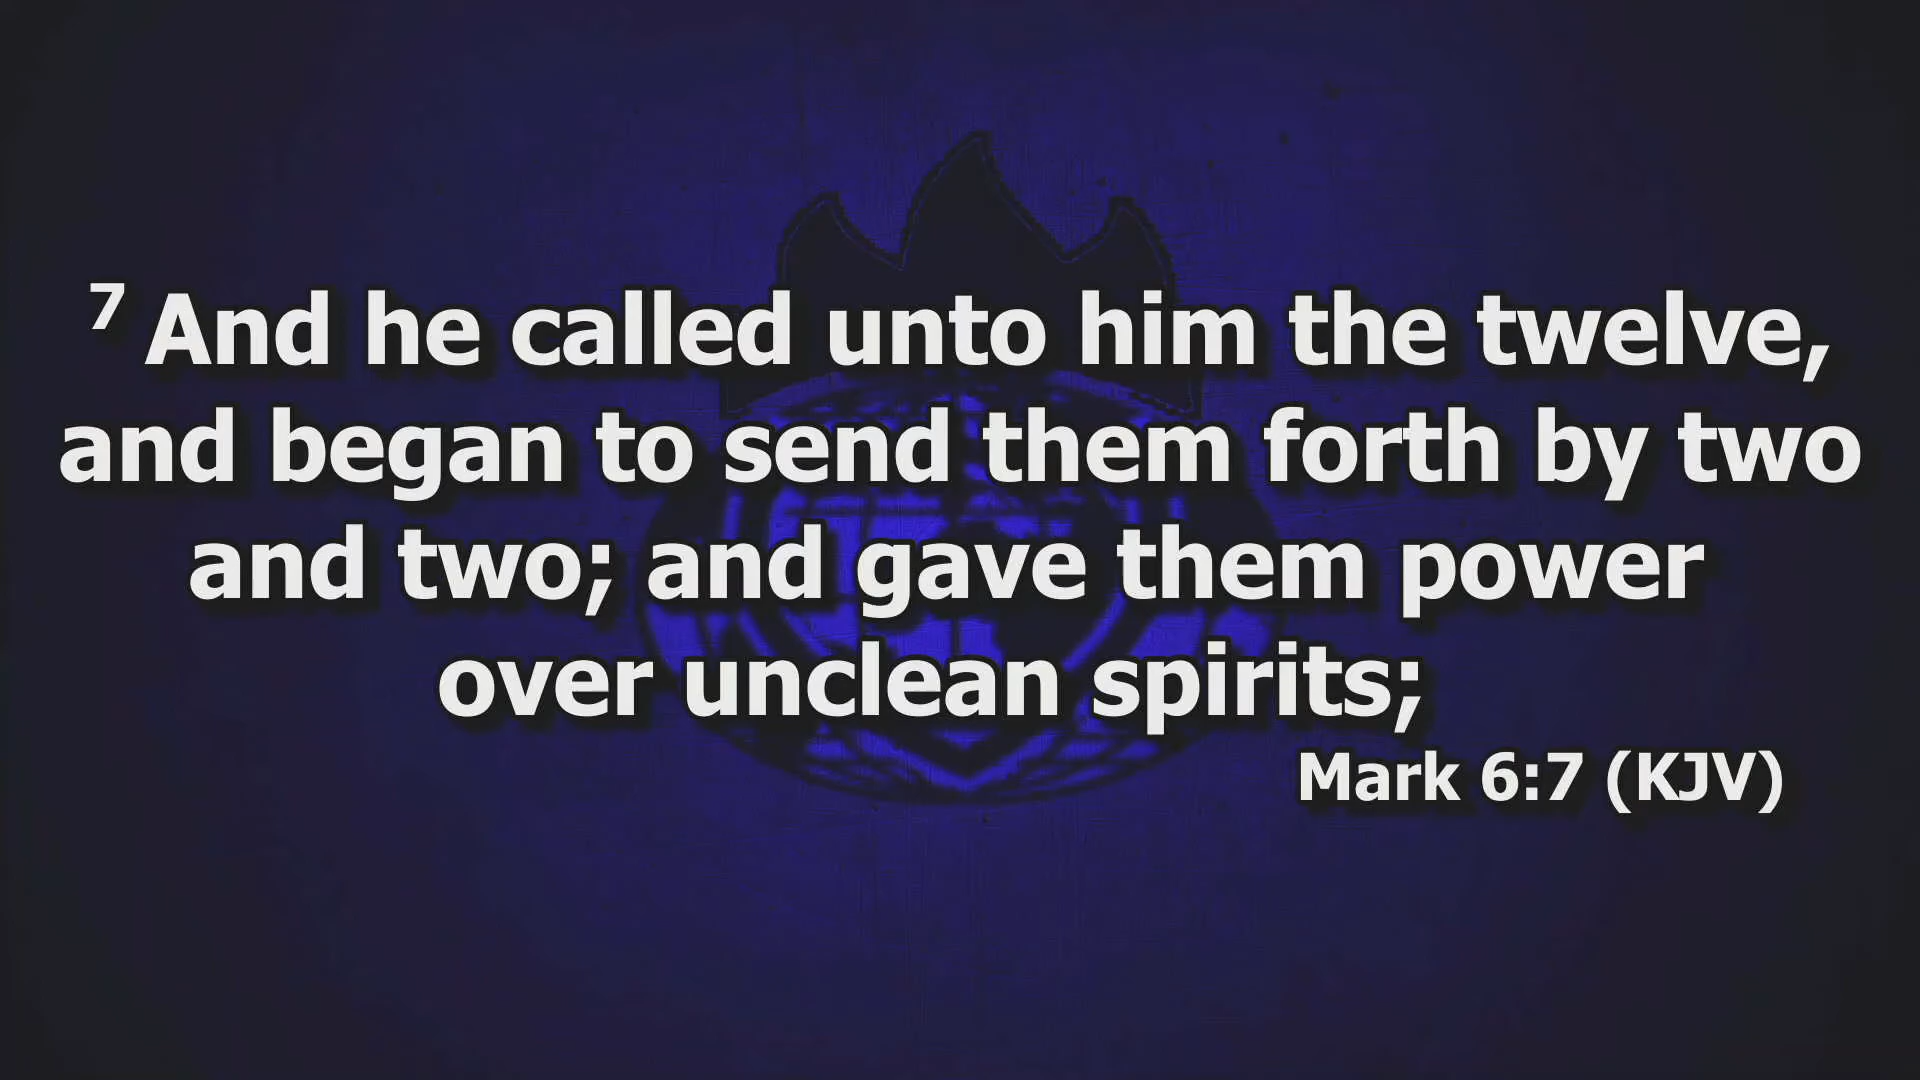 7 And he called unto him the twelve,
and began to send them forth by two
and two; and gave them power
over unclean spirits;
Mark 6:7 (KJV)